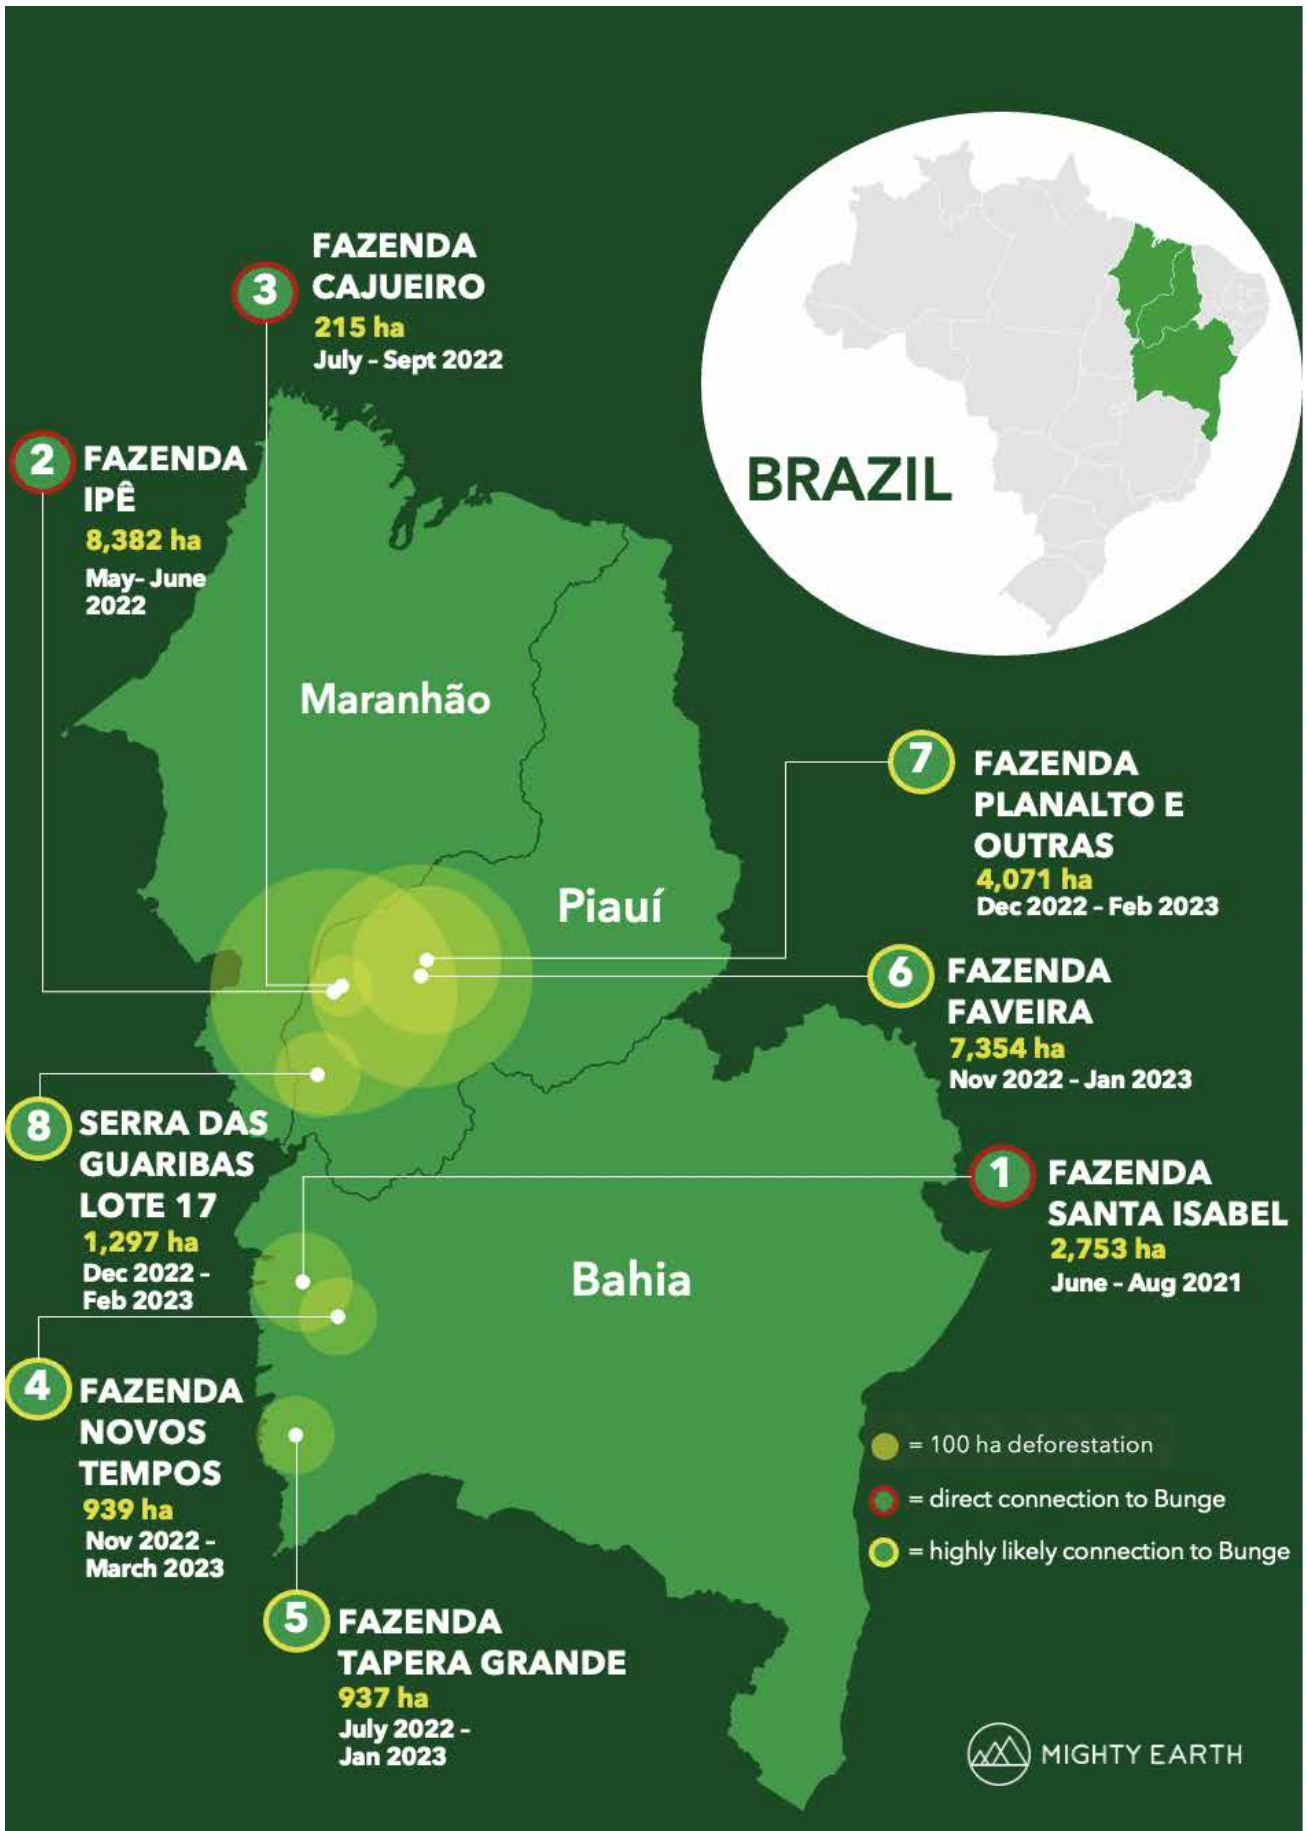 FAZENDA
CAJUEIRO
3
215 ha
July – Sept 2022
2
FAZENDA
IPÊ
8,382 ha
May– June
2022
BRAZIL
Maranhão
7
FAZENDA
PLANALTO E
OUTRAS
4,071 ha
Dec 2022 – Feb 2023
Piauí
6
FAZENDA
FAVEIRA
7,354 ha
Nov 2022 – Jan 2023
8
SERRA DAS
GUARIBAS
LOTE 17
1,297 ha
Dec 2022 –
Feb 2023
1
FAZENDA
SANTA ISABEL
2,753 ha
June – Aug 2021
Bahia
4
FAZENDA
NOVOS
TEMPOS
939 ha
Nov 2022 –
March 2023
= 100 ha deforestation
= direct connection to Bunge
= highly likely connection to Bunge
5
FAZENDA
TAPERA GRANDE
937 ha
July 2022 –
Jan 2023
MIGHTY EARTH